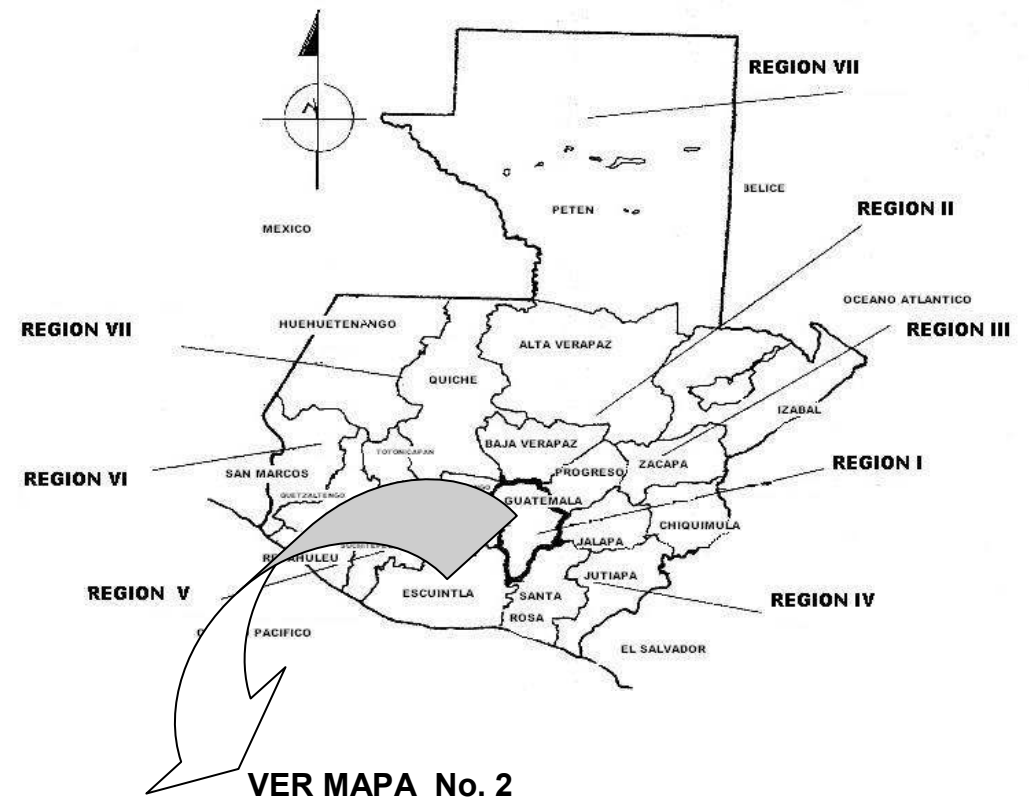 REGION VII
BELICE
PETEN
REGION II
MEXICO
OCEANO ATLANTICO
HUEHUETENANGO
REGION VII
REGION III
ALTA VERAPAZ
QUICHE
IZABAL
BAJA VERAPAZ
TOTONICAPAN
REGION VI
SAN MARCOS
PROGRESO
ZACAPA
REGION I
QUETZALTENGO
GUATEMALA
CHIQUIMULA
JALAPA
JUTIAPA
REGION V
ESCUINTLA
SANTA
ROSA
REGION IV
PACIFICO
EL SALVADOR
VER MAPA No. 2